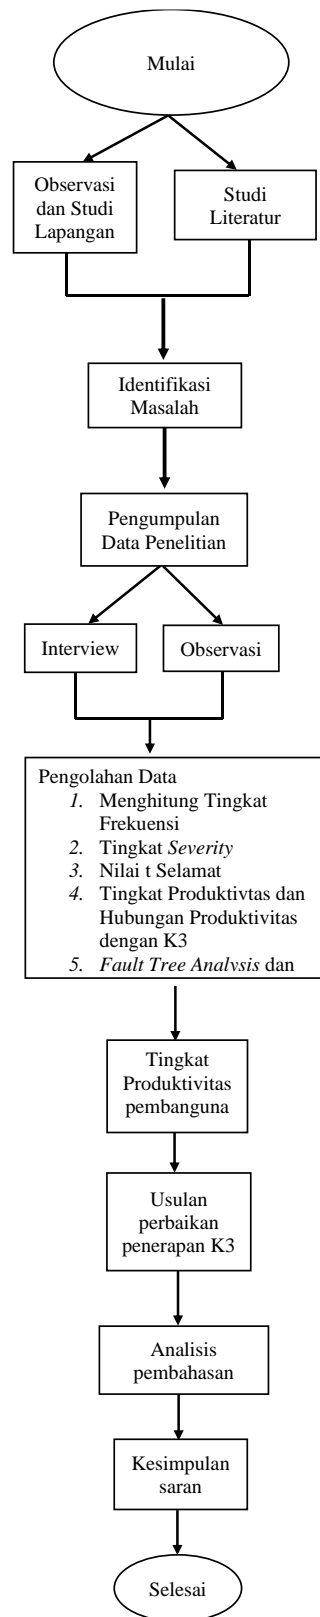 Mulai
Observasi
dan Studi
Lapangan
Studi
Literatur
Identifikasi
Masalah
Pengumpulan
Data Penelitian
Interview
Observasi
Pengolahan Data
1. Menghitung Tingkat
Frekuensi
2. Tingkat Severity
3. Nilai t Selamat
4. Tingkat Produktivtas dan
Hubungan Produktivitas
dengan K3
5. Fault Tree Analysis dan
Tingkat
Produktivitas
pembanguna
Usulan
perbaikan
penerapan K3
Analisis
pembahasan
Kesimpulan
saran
Selesai